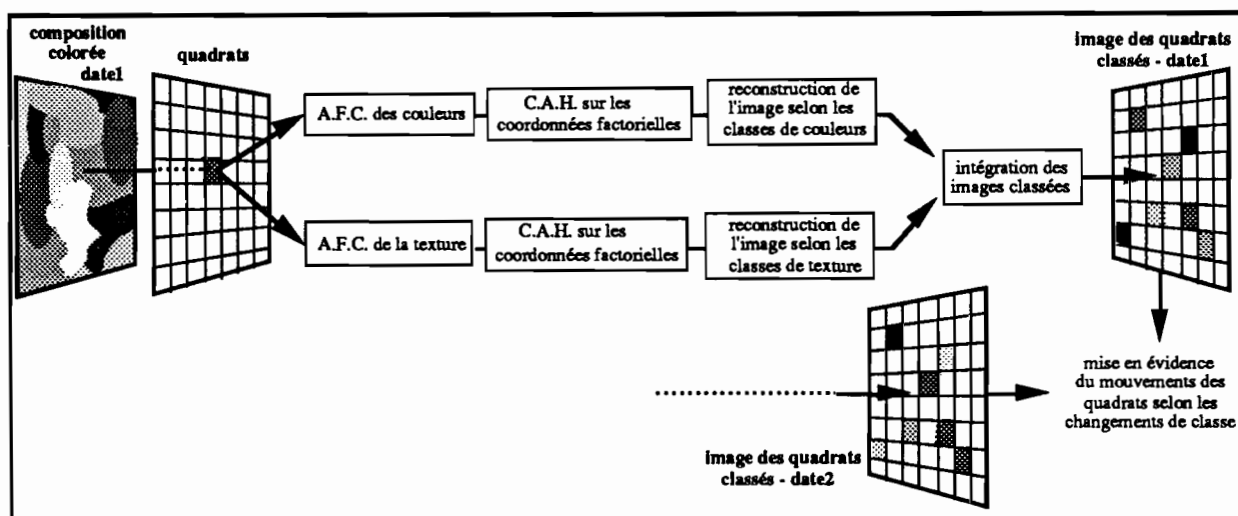 composition
colorée
date1
quadrats
A.F.C. des couleurs
C.A.H. sur les
coordonnées factorielles
reconstruction de
l'image selon les
classes de couleurs
A.F.C. de la texture
C.A.H. sur les
coordonnées factorielles
reconstruction de
l'image selon les
classes de texture
intégration des
images classées
image des quadrats
classés - date1
mise en évidence
du mouvements des
quadrats selon les
changements de classe
image des quadrats
classés - date2